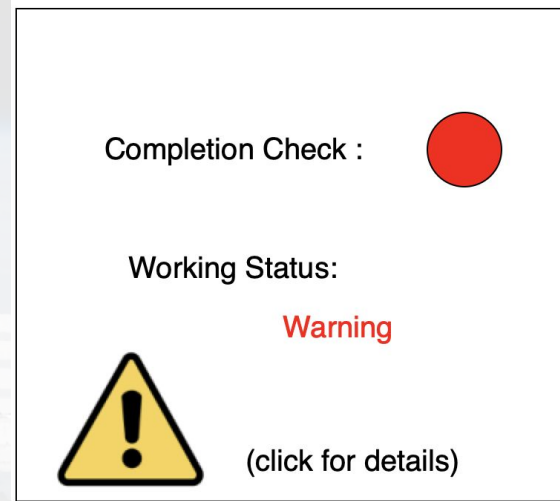 Completion Check :
Working Status:
Warning
(click for details)